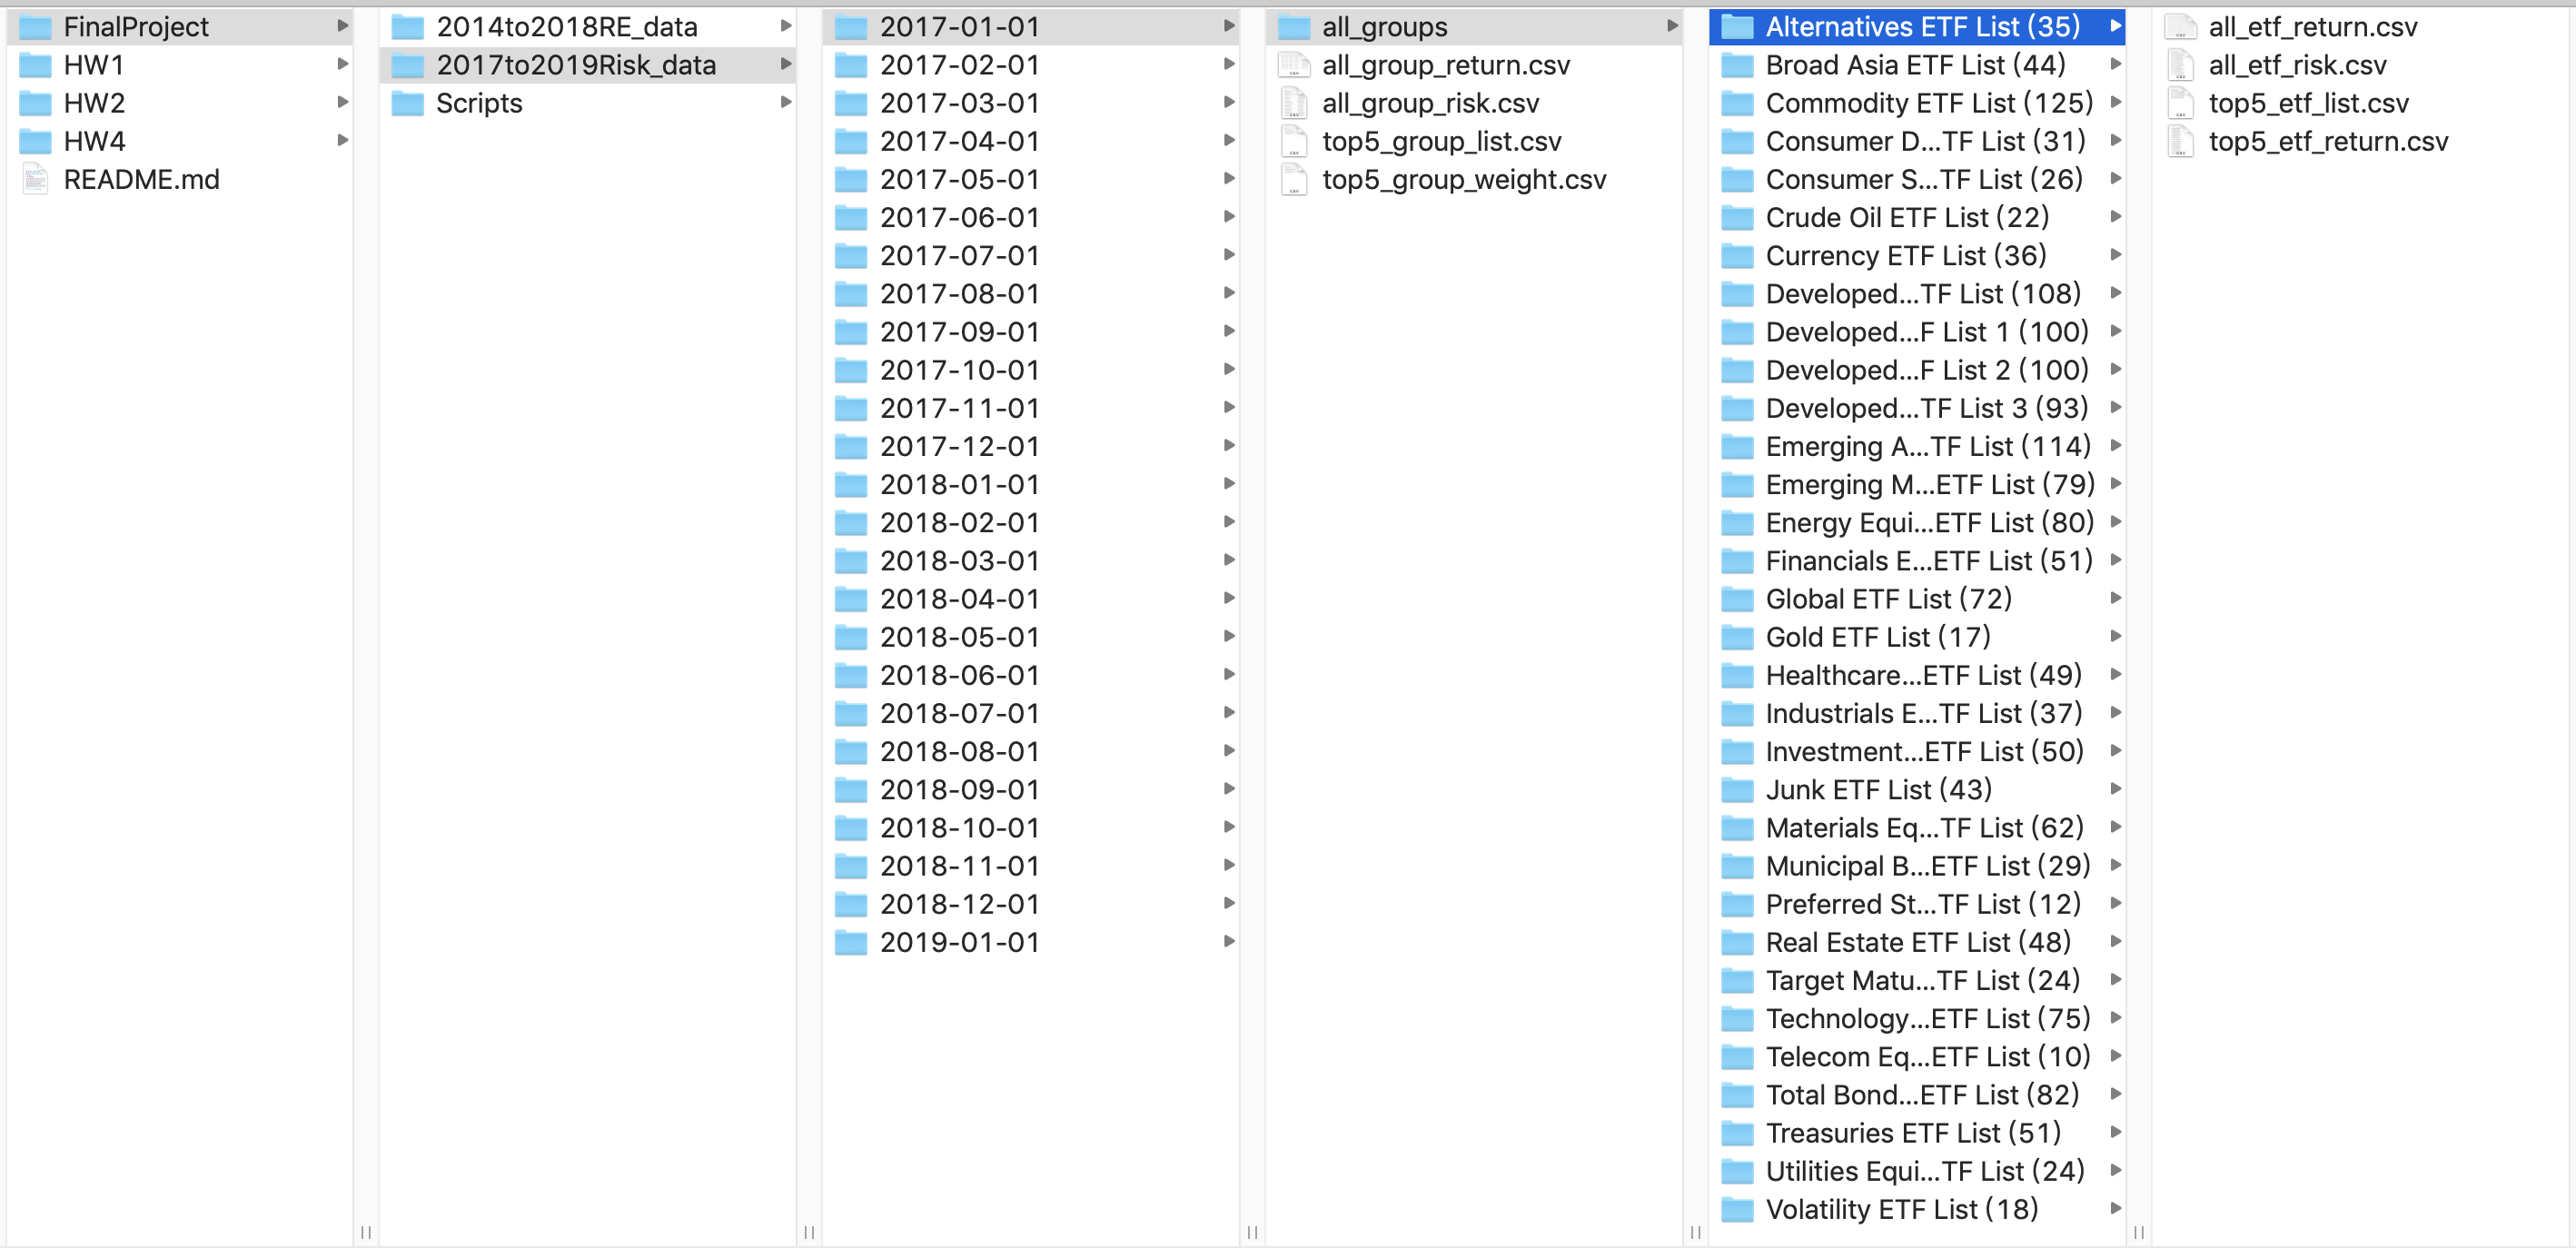 FinalProject
HW1
HW2
HW4
README.md
2014to2018RE_data
2017to2019Risk_data
Scripts
2017-01-01
2017-02-01
2017-03-01
2017-04-01
2017-05-01
2017-06-01
2017-07-01
2017-08-01
2017-09-01
2017-10-01
2017-11-01
2017-12-01
2018-01-01
2018-02-01
2018-03-01
2018-04-01
2018-05-01
2018-06-01
2018-07-01
2018-08-01
2018-09-01
2018-10-01
2018-11-01
2018-12-01
2019-01-01
all_groups
all_group_return.csv
all_group_risk.csv
top5_group_list.csv
top5_group_weight.csv
Alternatives ETF List (35)
Broad Asia ETF List (44)
Commodity ETF List (125)
Consumer D...TF List (31)
Consumer S...TF List (26)
Crude Oil ETF List (22)
Currency ETF List (36)
Developed...TF List (108)
Developed...F List 1 (100)
Developed...F List 2 (100)
Developed...TF List 3 (93)
Emerging A...TF List (114)
Emerging M...ETF List (79)
Energy Equi...ETF List (80)
Financials E...ETF List (51)
Global ETF List (72)
Gold ETF List (17)
Healthcare...ETF List (49)
Industrials E...TF List (37)
Investment...ETF List (50)
Junk ETF List (43)
Materials Eq...TF List (62)
Municipal B...ETF List (29)
Preferred St...TF List (12)
Real Estate ETF List (48)
Target Matu...TF List (24)
Technology...ETF List (75)
Telecom Eq...ETF List (10)
Total Bond...ETF List (82)
Treasuries ETF List (51)
Utilities Equi...TF List (24)
Volatility ETF List (18)
all_etf_return.csv
all_etf_risk.csv
top5_etf_list.csv
top5_etf_return.csv